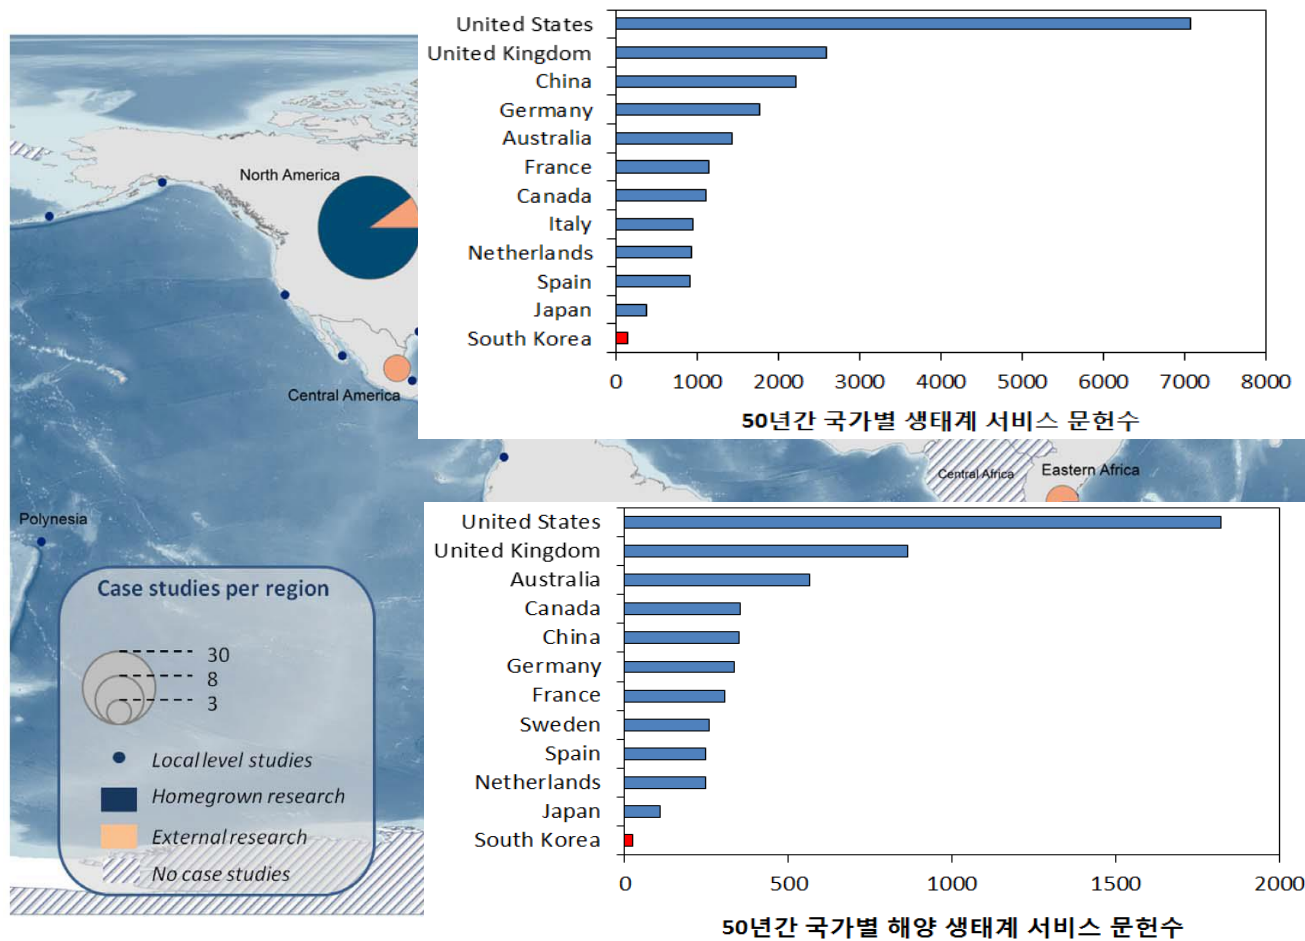 United States
United Kingdom
China
Germany
Australia
France
Canada
Italy
Netherlands
Spain
Japan
South Korea
0 1000 2000 3000 4000 5000 6000 7000 8000
50년간 국가별 생태계 서비스 문헌수
North America
Central America
Central Africa
Eastern Africa
Polynesia
United States
United Kingdom
Australia
Canada
China
Germany
France
Sweden
Spain
Netherlands
Japan
South Korea
0 500 1000 1500 2000
50년간 국가별 해양 생태계 서비스 문헌수
Case studies per region
30
8
3
Local level studies
Homegrown research
External research
No case studies